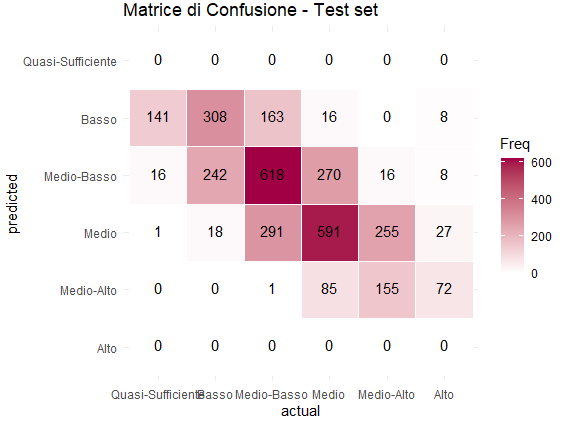 Matrice di Confusione - Test set
Quasi-Sufficiente 0 0 0 0 0 0
Basso 141 308 163 16 0 8
Medio-Basso 16 242 618 270 16 8
Medio 1 18 291 591 255 27
Medio-Alto 0 0 1 85 155 72
Alto 0 0 0 0 0 0
Quasi-Sufficiente Basso Medio-Basso Medio Medio-Alto Alto
actual
predicted
Freq
600
400
200
0